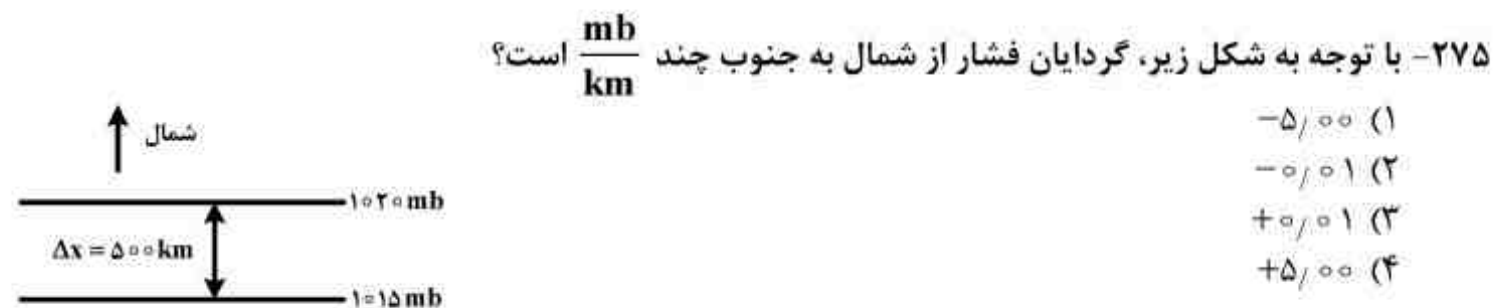 ۲۷۵- با توجه به شکل زیر، گردایان فشار از شمال به جنوب چند mb/km است؟
۱) -۵/۰۰
۲) -۰/۰۱
۳) +۰/۰۱
۴) +۵/۰۰
شمال
۱۰۲۰mb
Δx = ۵۰۰km
۱۰۱۵mb